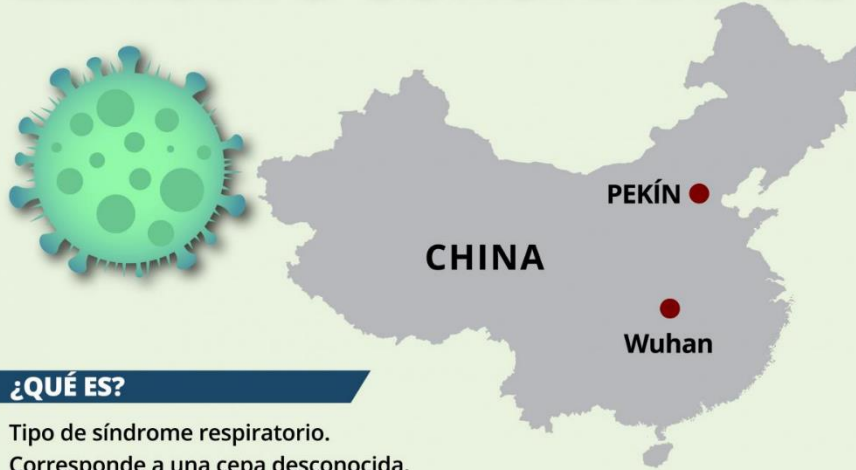 PEKÍN
CHINA
Wuhan
¿QUÉ ES?
Tipo de síndrome respiratorio.
Corresponde a una cepa desconocida.